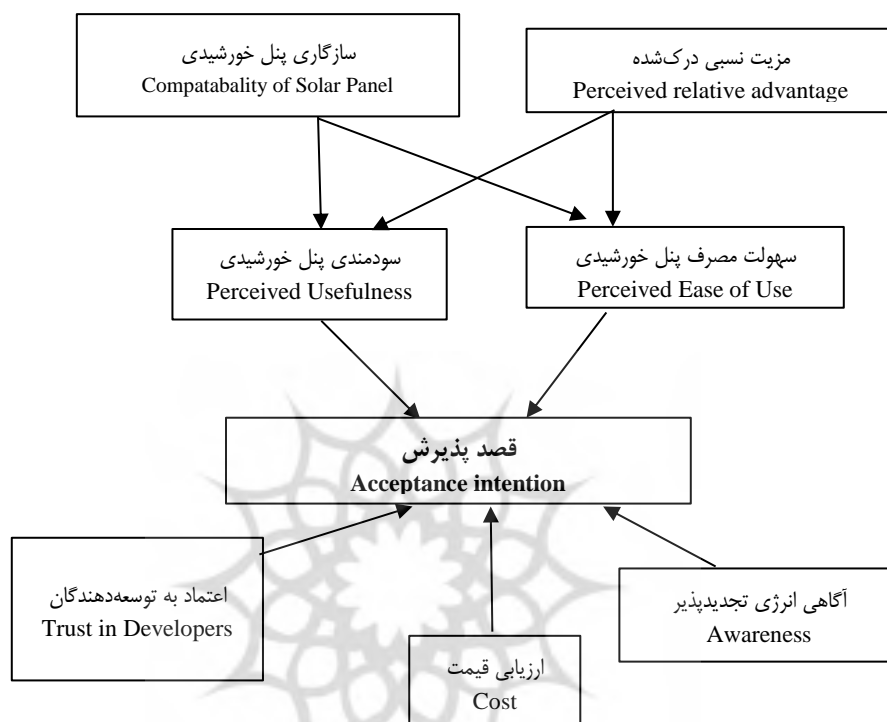 سازگاری پنل خورشیدی
Compatabality of Solar Panel
مزیت نسبی درک‌شده
Perceived relative advantage
سودمندی پنل خورشیدی
Perceived Usefulness
سهولت مصرف پنل خورشیدی
Perceived Ease of Use
قصد پذیرش
Acceptance intention
اعتماد به توسعه‌دهندگان
Trust in Developers
ارزیابی قیمت
Cost
آگاهی انرژی تجدیدپذیر
Awareness